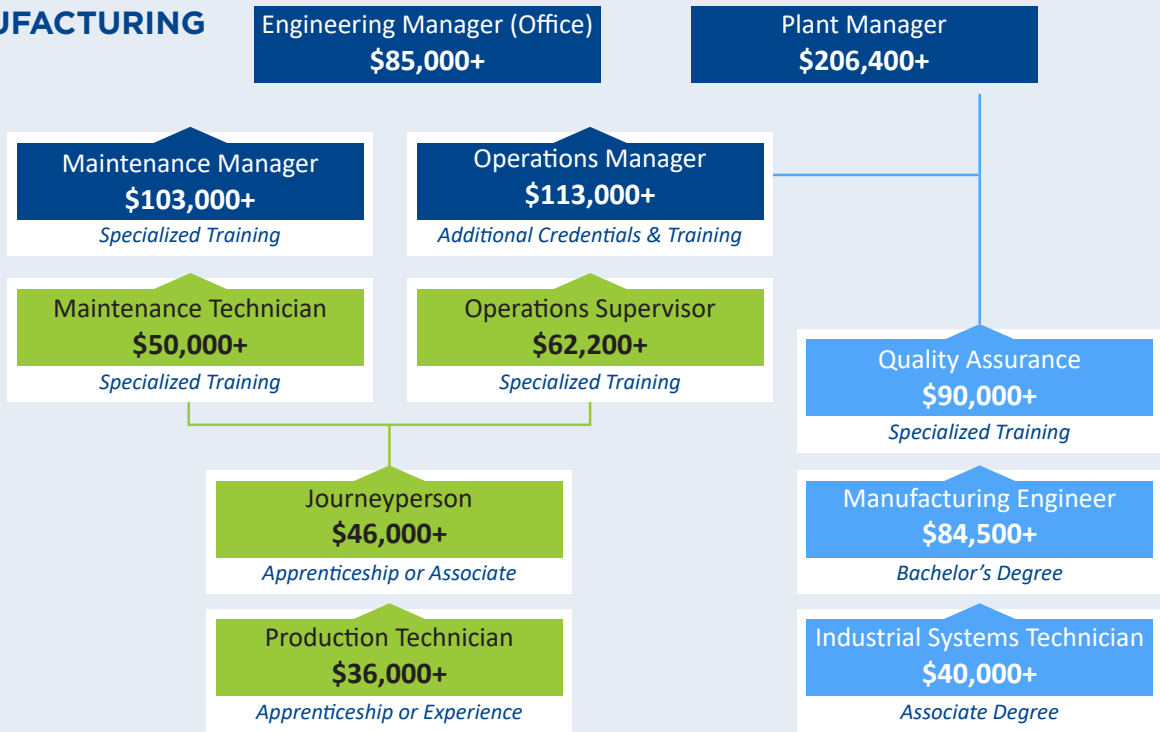 UFACTURING
Engineering Manager (Office)
$85,000+
Plant Manager
$206,400+
Maintenance Manager
$103,000+
Specialized Training
Operations Manager
$113,000+
Additional Credentials & Training
Maintenance Technician
$50,000+
Specialized Training
Operations Supervisor
$62,200+
Specialized Training
Quality Assurance
$90,000+
Specialized Training
Journeyperson
$46,000+
Apprenticeship or Associate
Manufacturing Engineer
$84,500+
Bachelor’s Degree
Production Technician
$36,000+
Apprenticeship or Experience
Industrial Systems Technician
$40,000+
Associate Degree